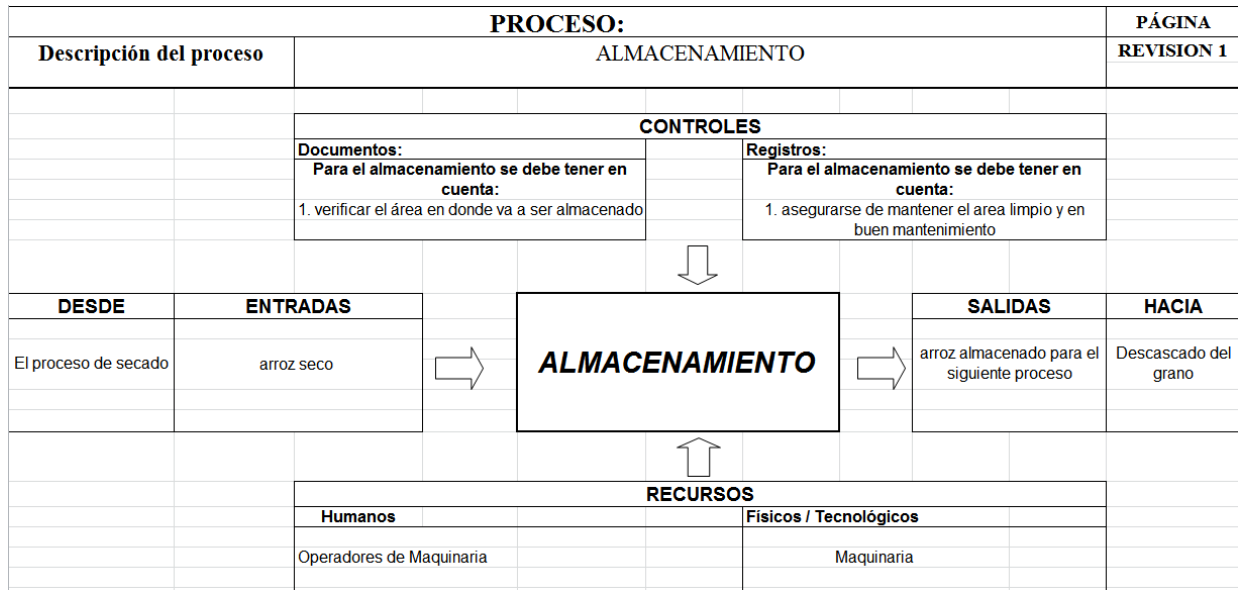 PROCESO:
PÁGINA
Descripción del proceso
ALMACENAMIENTO
REVISION 1
CONTROLES
Documentos:
Para el almacenamiento se debe tener en
cuenta:
1. verificar el área en donde va a ser almacenado
Registros:
Para el almacenamiento se debe tener en
cuenta:
1. asegurarse de mantener el area limpio y en
buen mantenimiento
DESDE
ENTRADAS
El proceso de secado
arroz seco
ALMACENAMIENTO
SALIDAS
HACIA
arroz almacenado para el
siguiente proceso
Descascado del
grano
RECURSOS
Humanos
Físicos / Tecnológicos
Operadores de Maquinaria
Maquinaria